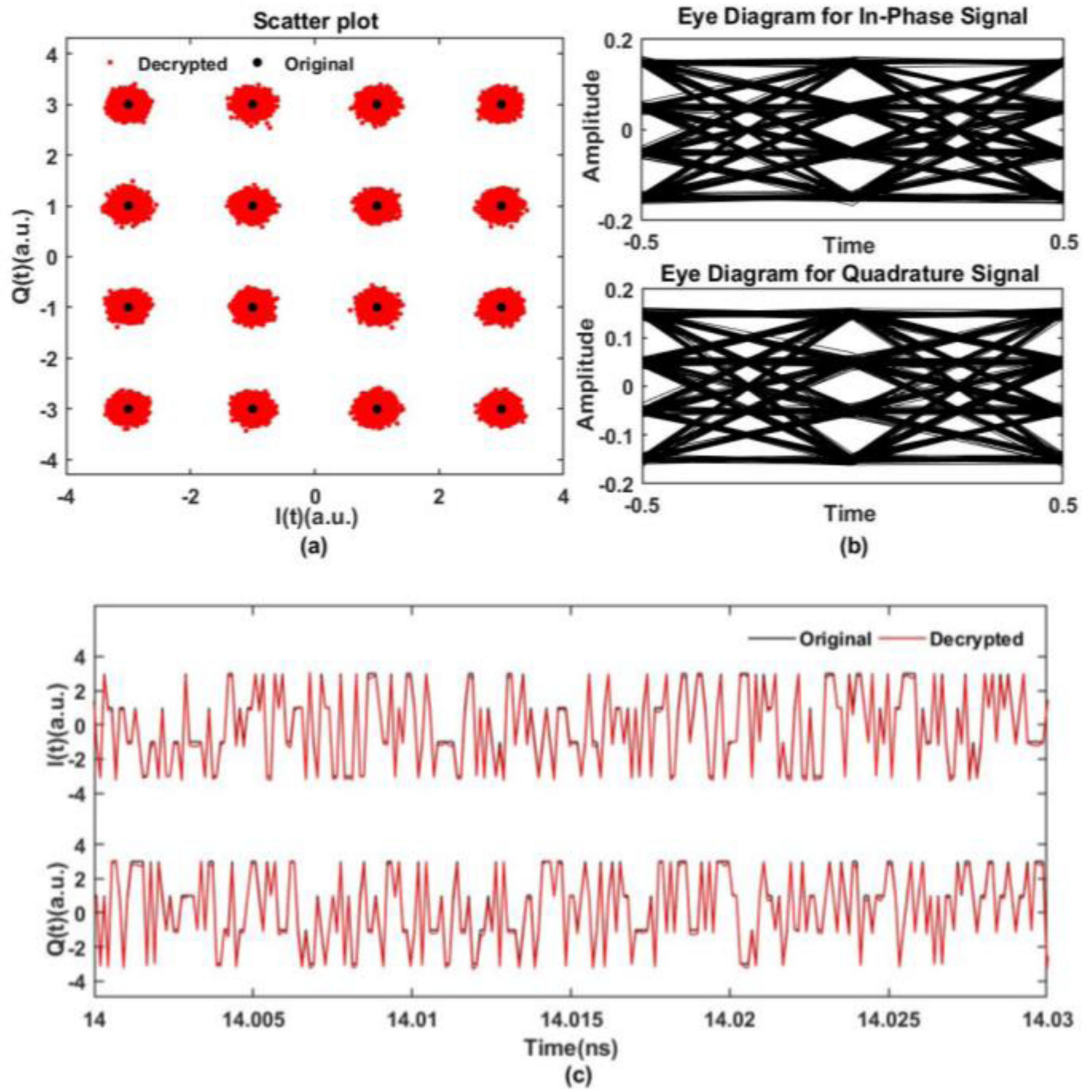 Scatter plot
Decrypted Original
4
3
2
1
0
-1
-2
-3
-4
Q(t)(a.u.)
-4 -2 0 2 4
I(t)(a.u.)
(a)
Eye Diagram for In-Phase Signal
0.2
0
-0.2
Amplitude
-0.5 Time 0.5
Eye Diagram for Quadrature Signal
0.2
0.1
0
-0.1
-0.2
Amplitude
-0.5 Time 0.5
(b)
Original Decrypted
4
2
0
-2
-4
I(t)(a.u.)
4
2
0
-2
-4
Q(t)(a.u.)
14 14.005 14.01 14.015 14.02 14.025 14.03
Time(ns)
(c)